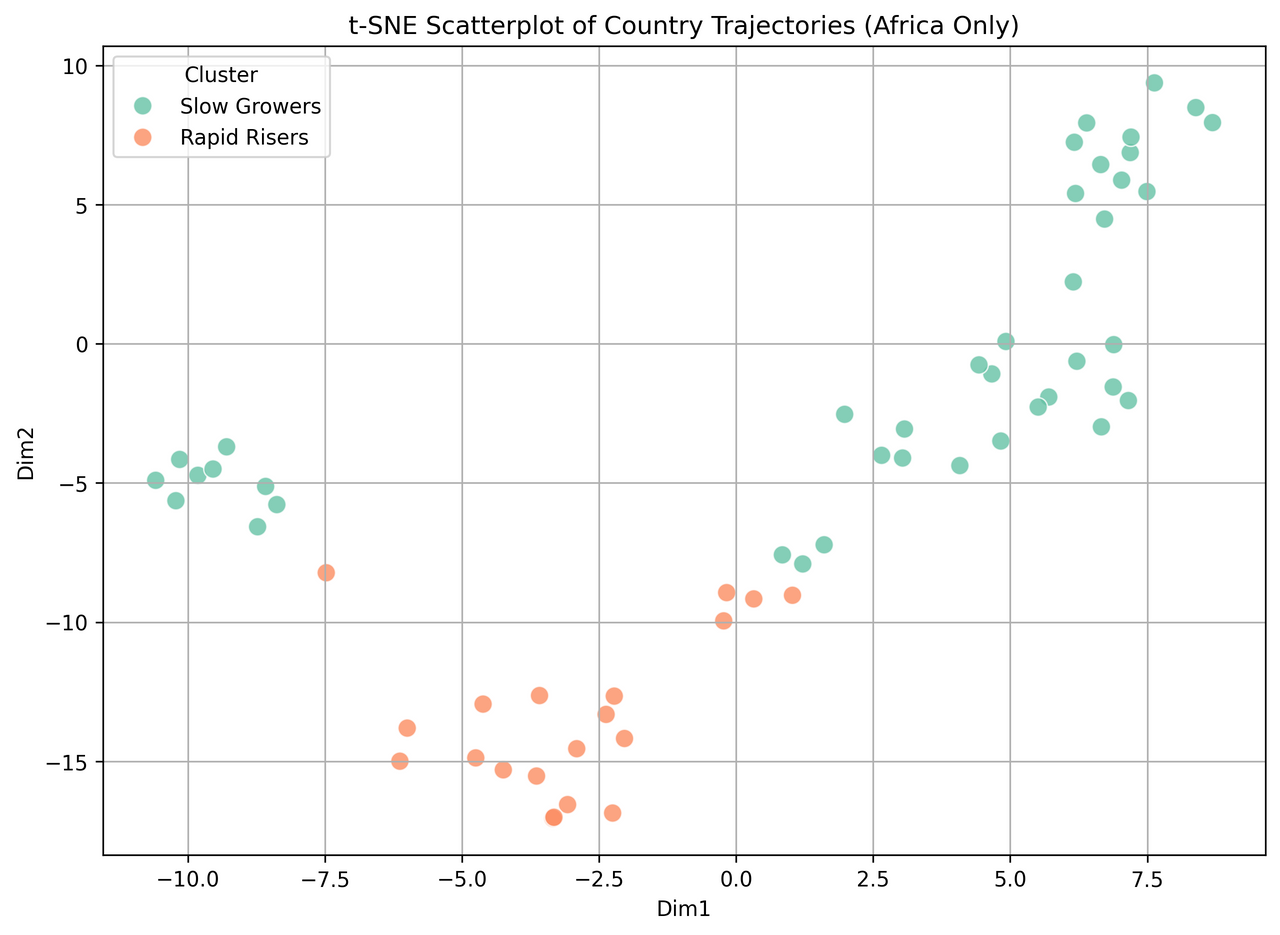 t-SNE Scatterplot of Country Trajectories (Africa Only)
Cluster
Slow Growers
Rapid Risers
10
5
0
−5
−10
−15
Dim2
−10.0 −7.5 −5.0 −2.5 0.0 2.5 5.0 7.5
Dim1